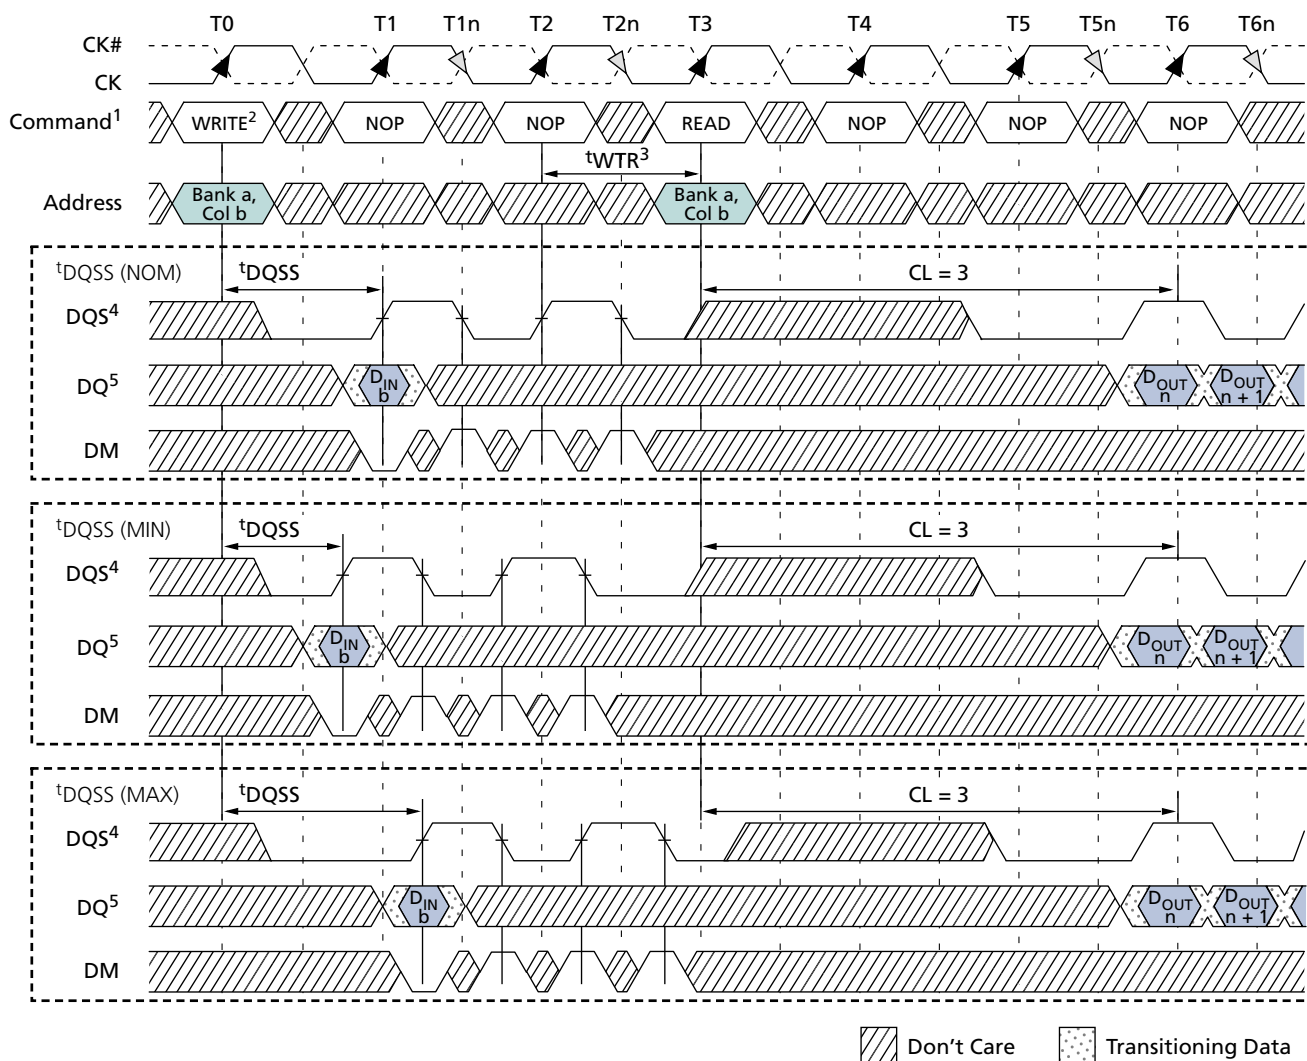 T0 T1 T1n T2 T2n T3 T4 T5 T5n T6 T6n
CK#
CK
Command1 WRITE2 NOP NOP READ NOP NOP NOP
tWTR3
Address Bank a, Col b Bank a, Col b
tDQSS (NOM) tDQSS CL = 3
DQS4
DQ5 DIN b DOUT n DOUT n + 1
DM
tDQSS (MIN) tDQSS CL = 3
DQS4
DQ5 DIN b DOUT n DOUT n + 1
DM
tDQSS (MAX) tDQSS CL = 3
DQS4
DQ5 DIN b DOUT n DOUT n + 1
DM
Don't Care Transitioning Data